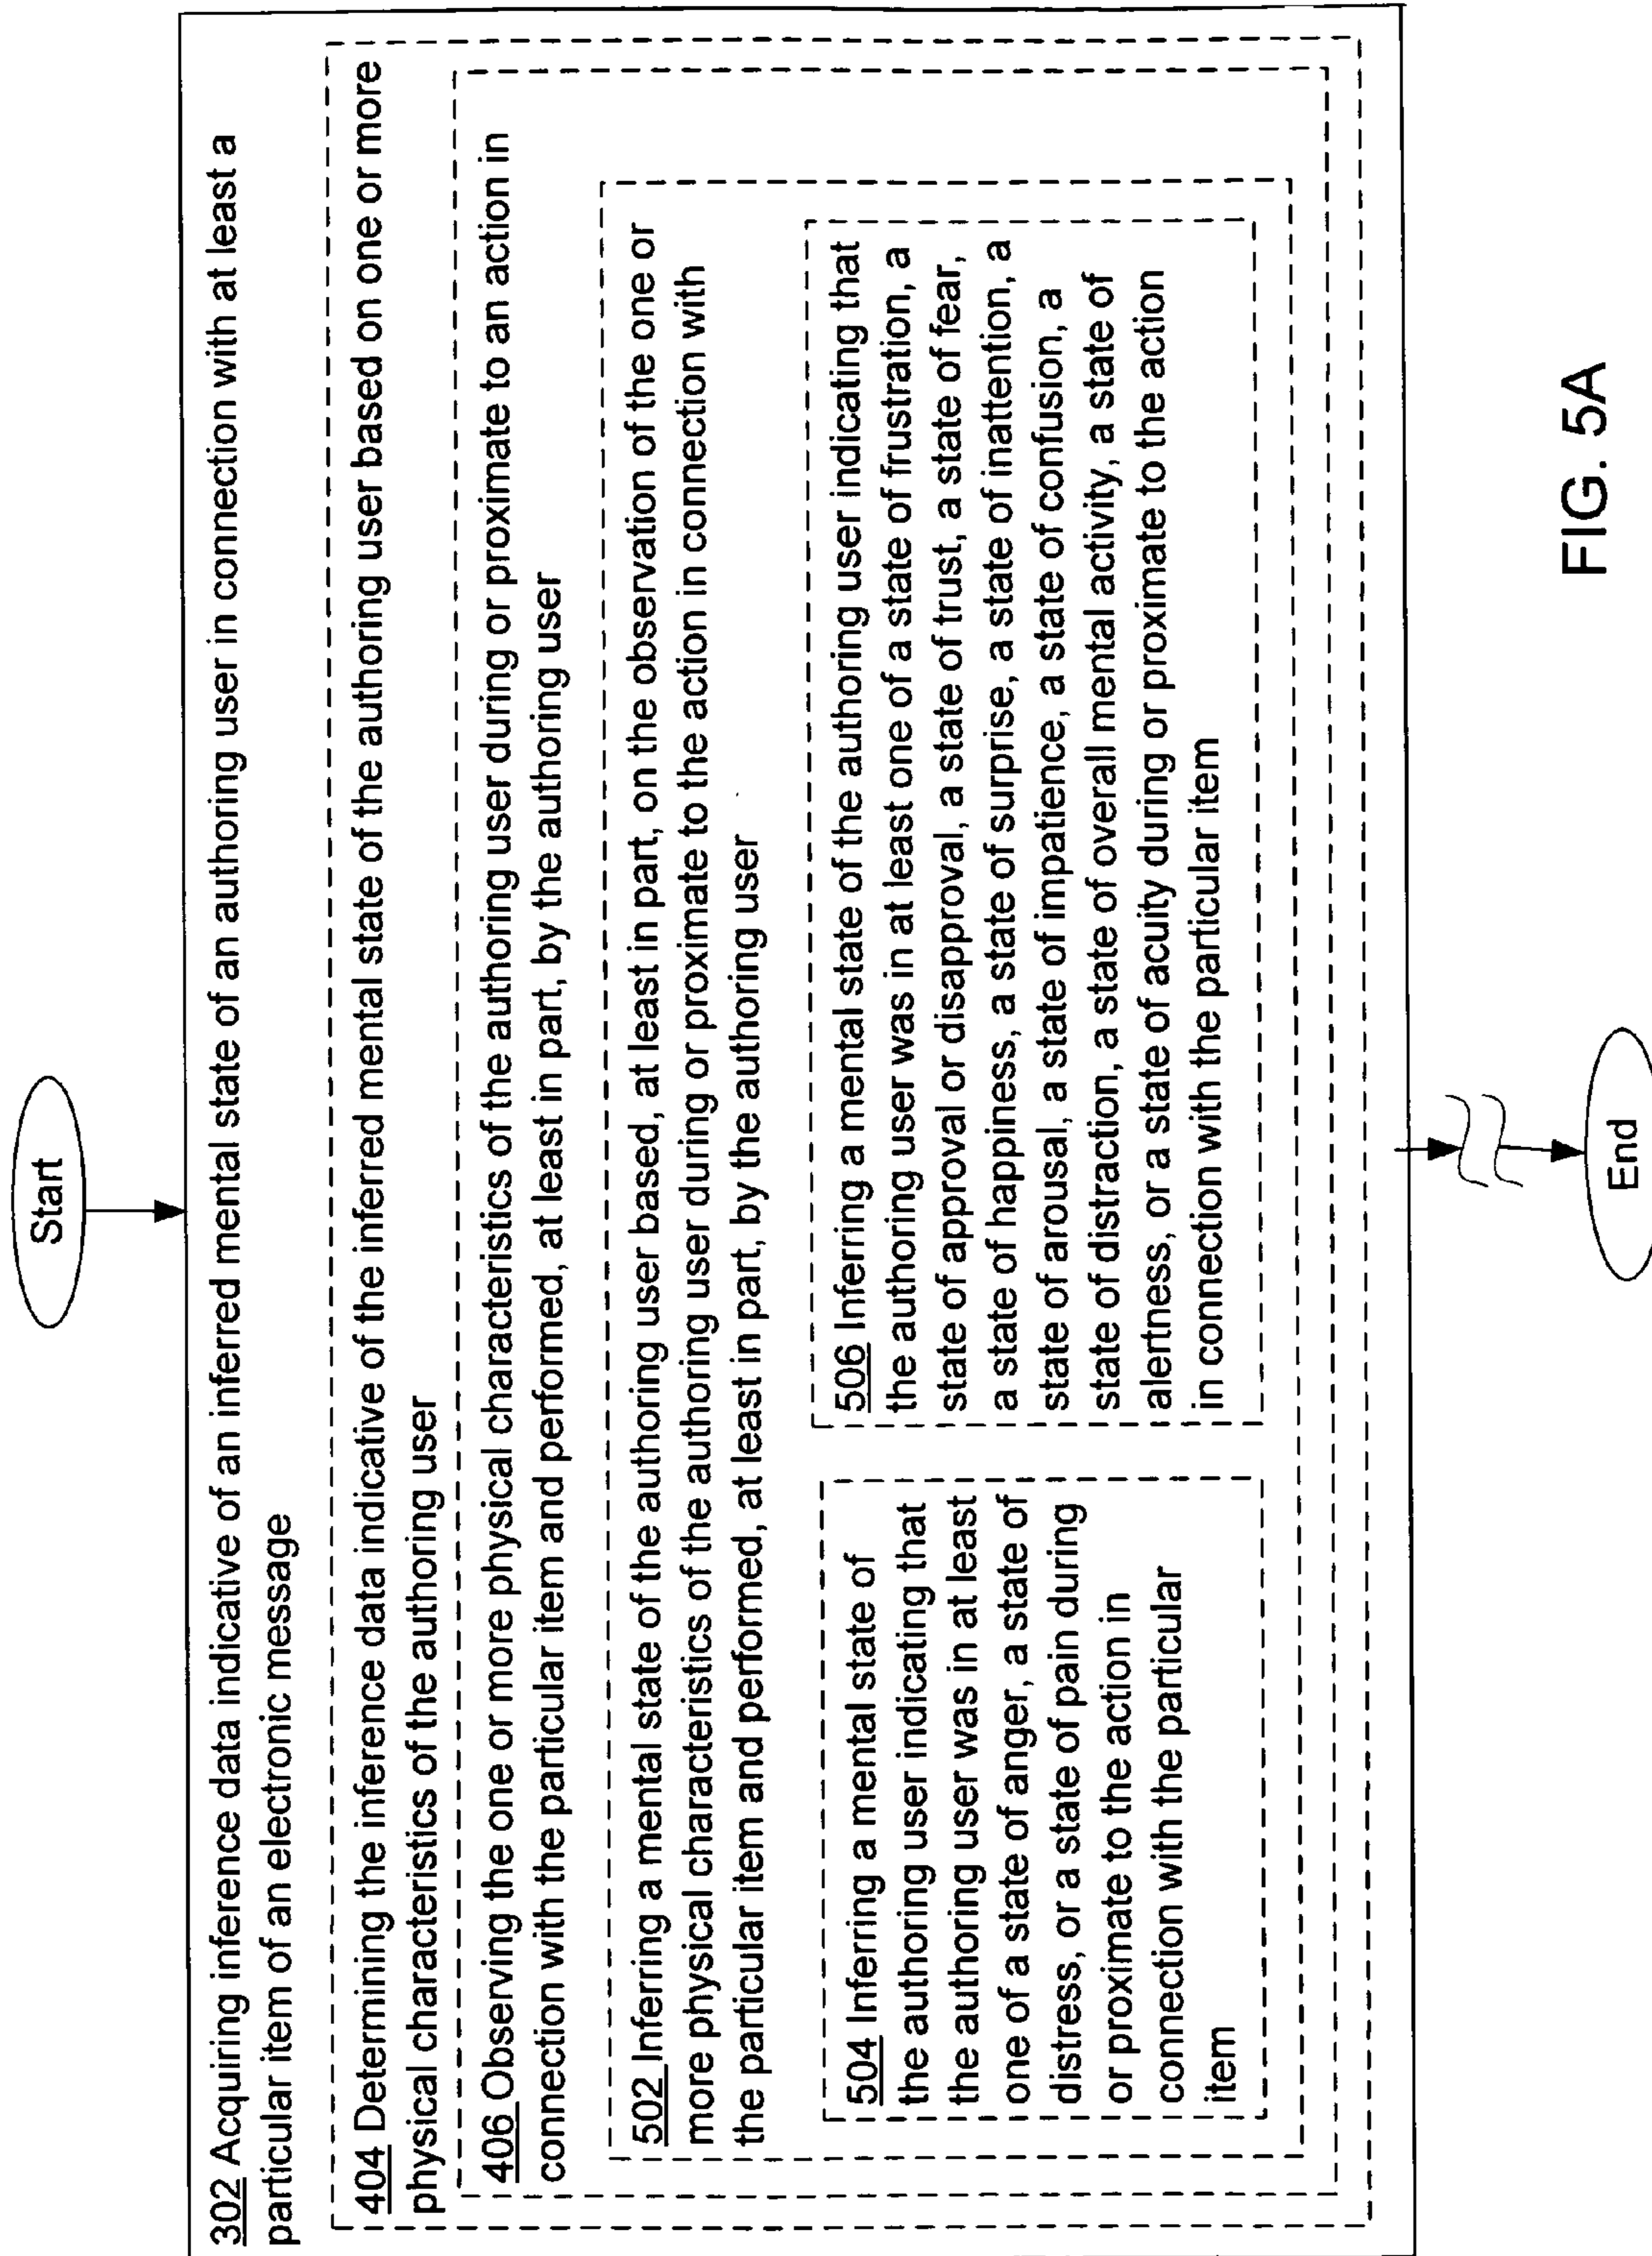 Start
302 Acquiring inference data indicative of an inferred mental state of an authoring user in connection with at least a
particular item of an electronic message
404 Determining the inference data indicative of the inferred mental state of the authoring user based on one or more
physical characteristics of the authoring user
406 Observing the one or more physical characteristics of the authoring user during or proximate to an action in
connection with the particular item and performed, at least in part, by the authoring user
502 Inferring a mental state of the authoring user based, at least in part, on the observation of the one or
more physical characteristics of the authoring user during or proximate to the action in connection with
the particular item and performed, at least in part, by the authoring user
504 Inferring a mental state of
the authoring user indicating that
the authoring user was in at least
one of a state of anger, a state of
distress, or a state of pain during
or proximate to the action in
connection with the particular
item
506 Inferring a mental state of the authoring user indicating that
the authoring user was in at least one of a state of frustration, a
state of approval or disapproval, a state of trust, a state of fear,
a state of happiness, a state of surprise, a state of inattention, a
state of arousal, a state of impatience, a state of confusion, a
state of distraction, a state of overall mental activity, a state of
alertness, or a state of acuity during or proximate to the action
in connection with the particular item
End
FIG. 5A